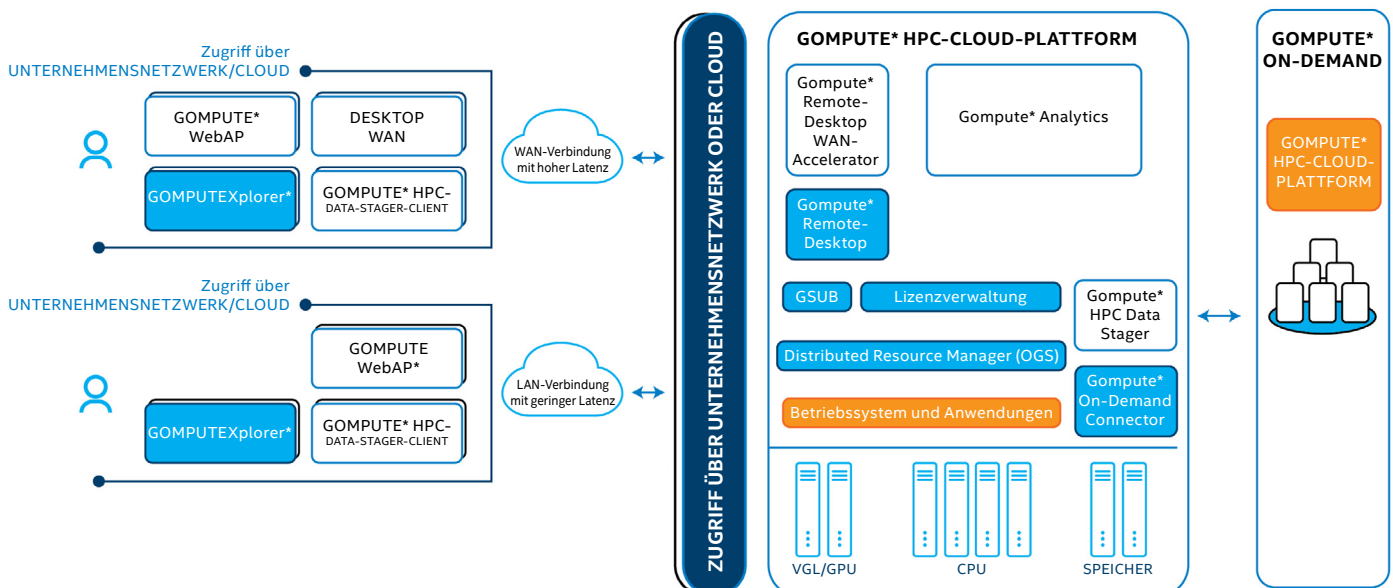 Zugriff über
UNTERNEHMENSNETZWERK/CLOUD
GOMPUTE*
WebAP
DESKTOP
WAN
GOMPUTEXplorer*
GOMPUTE* HPC-
DATA-STAGER-CLIENT
WAN-Verbindung
mit hoher Latenz
Zugriff über
UNTERNEHMENSNETZWERK/CLOUD
GOMPUTE
WebAP*
GOMPUTEXplorer*
GOMPUTE* HPC-
DATA-STAGER-CLIENT
LAN-Verbindung
mit geringer Latenz
ZUGRIFF ÜBER UNTERNEHMENSNETZWERK ODER CLOUD
GOMPUTE* HPC-CLOUD-PLATTFORM
Gompute*
Remote-
Desktop
WAN-
Accelerator
Gompute* Analytics
Gompute*
Remote-
Desktop
GSUB
Lizenzverwaltung
Gompute*
HPC Data
Stager
Distributed Resource Manager (OGS)
Betriebssystem und Anwendungen
Gompute*
On-Demand
Connector
VGL/GPU
CPU
SPEICHER
GOMPUTE*
ON-DEMAND
GOMPUTE*
HPC-CLOUD-
PLATTFORM